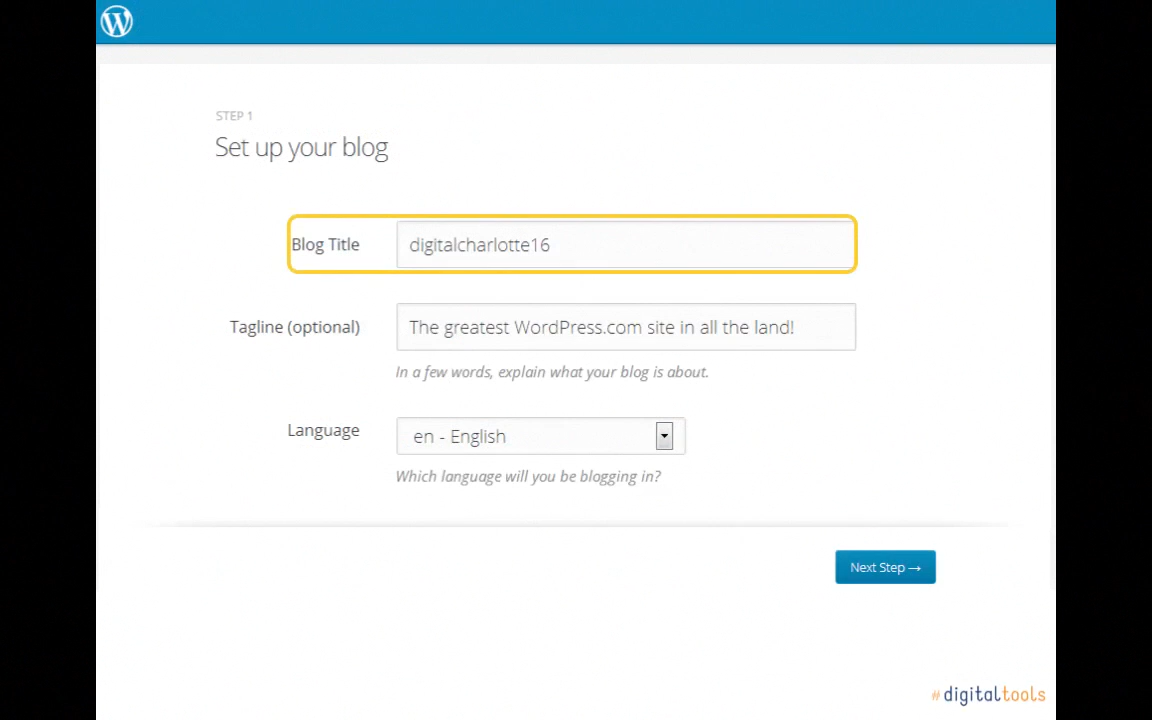 STEP 1
Set up your blog
Blog Title
digitalcharlotte16
Tagline (optional)
The greatest WordPress.com site in all the land!
In a few words, explain what your blog is about.
Language
en - English
Which language will you be blogging in?
Next Step →
#digitaltools